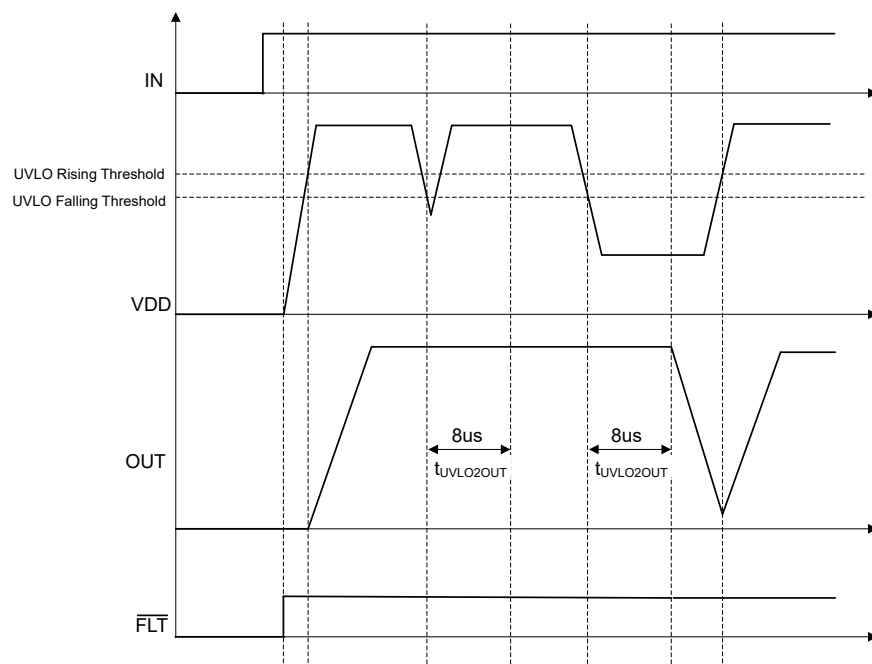 IN
UVLO Rising Threshold
UVLO Falling Threshold
VDD
8us
8us
OUT
tUVLO2OUT
tUVLO2OUT
FLT